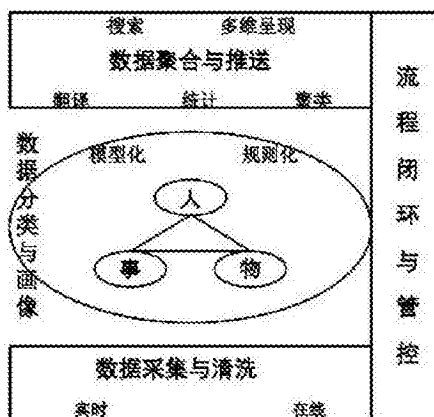 搜索 多维呈现
数据聚合与推送
翻译 统计 聚类
流程闭环与管控
数据分类与画像
模型化 规则化
人
事 物
数据采集与清洗
实时 在线